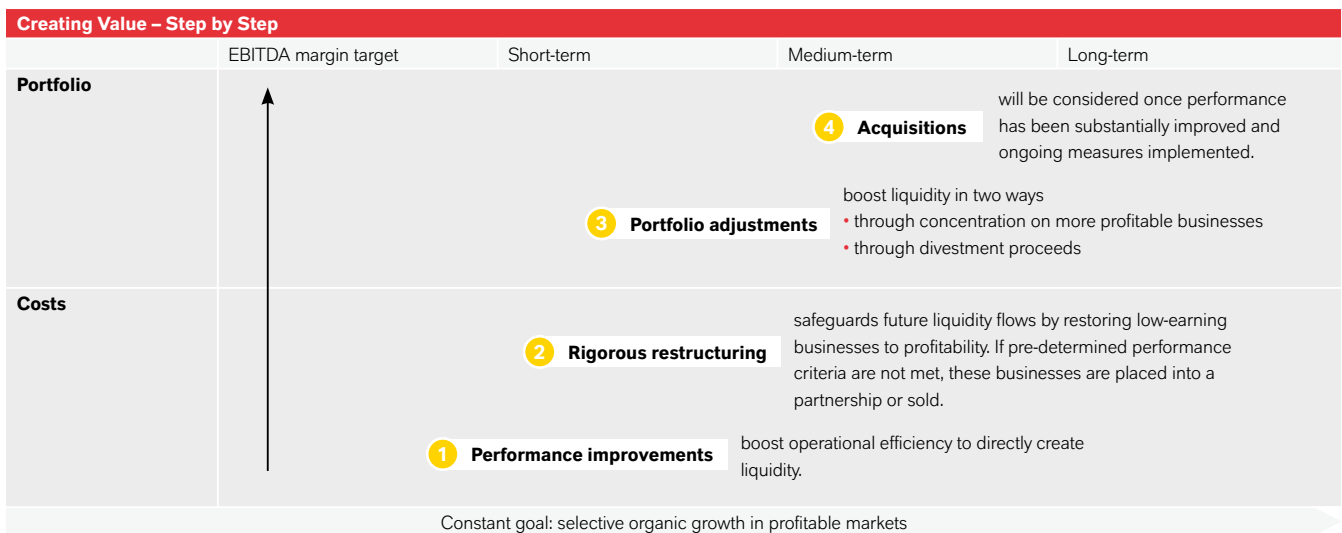 Creating Value – Step by Step
EBITDA margin target Short-term Medium-term Long-term
Portfolio
4 Acquisitions
will be considered once performance
has been substantially improved and
ongoing measures implemented.
3 Portfolio adjustments
boost liquidity in two ways
• through concentration on more profitable businesses
• through divestment proceeds
Costs
2 Rigorous restructuring
safeguards future liquidity flows by restoring low-earning
businesses to profitability. If pre-determined performance
criteria are not met, these businesses are placed into a
partnership or sold.
1 Performance improvements
boost operational efficiency to directly create
liquidity.
Constant goal: selective organic growth in profitable markets